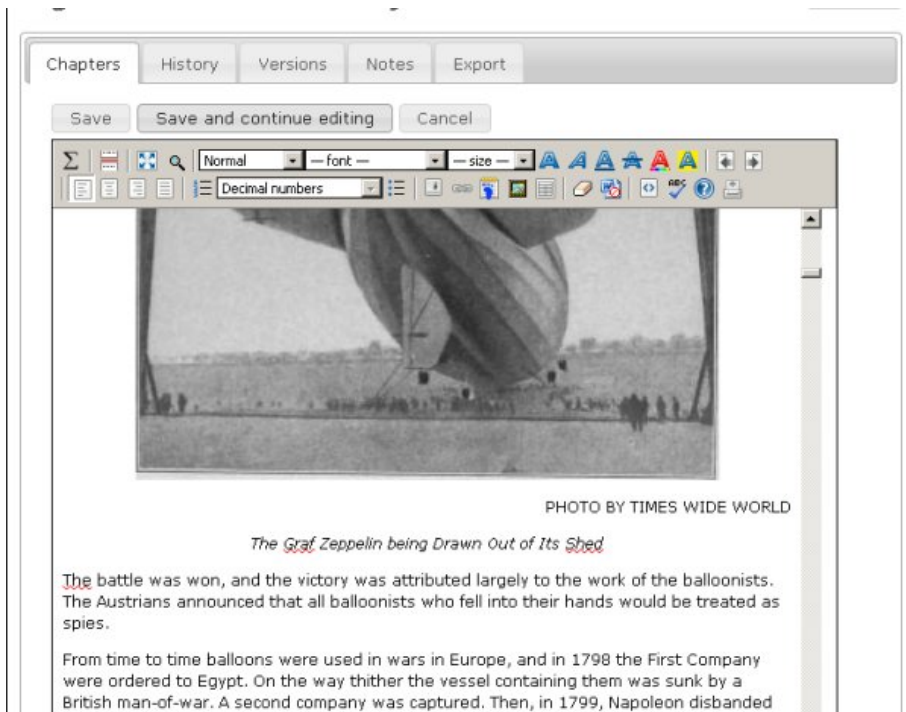 Chapters History Versions Notes Export
Save Save and continue editing Cancel
Normal — font — — size —
Decimal numbers ABC
PHOTO BY TIMES WIDE WORLD
The Graf Zeppelin being Drawn Out of Its Shed
The battle was won, and the victory was attributed largely to the work of the balloonists.
The Austrians announced that all balloonists who fell into their hands would be treated as
spies.
From time to time balloons were used in wars in Europe, and in 1798 the First Company
were ordered to Egypt. On the way thither the vessel containing them was sunk by a
British man-of-war. A second company was captured. Then, in 1799, Napoleon disbanded